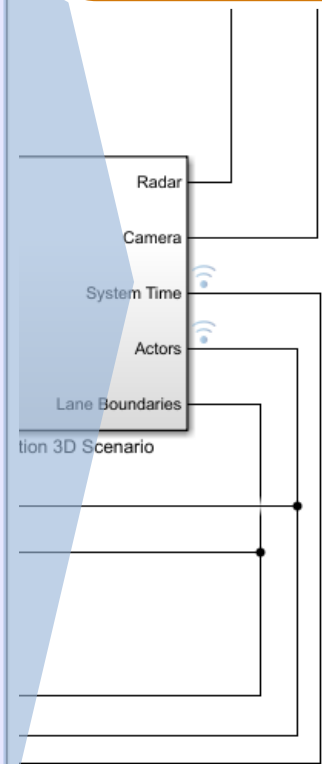 Radar
Camera
System Time
Actors
Lane Boundaries
tion 3D Scenario